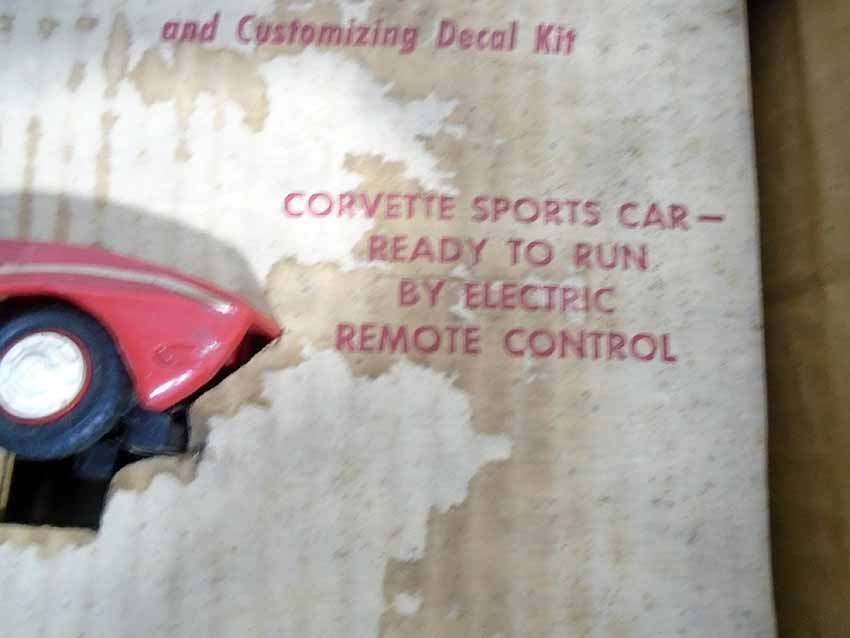 and Customizing Decal Kit
CORVETTE SPORTS CAR—
READY TO RUN
BY ELECTRIC
REMOTE CONTROL